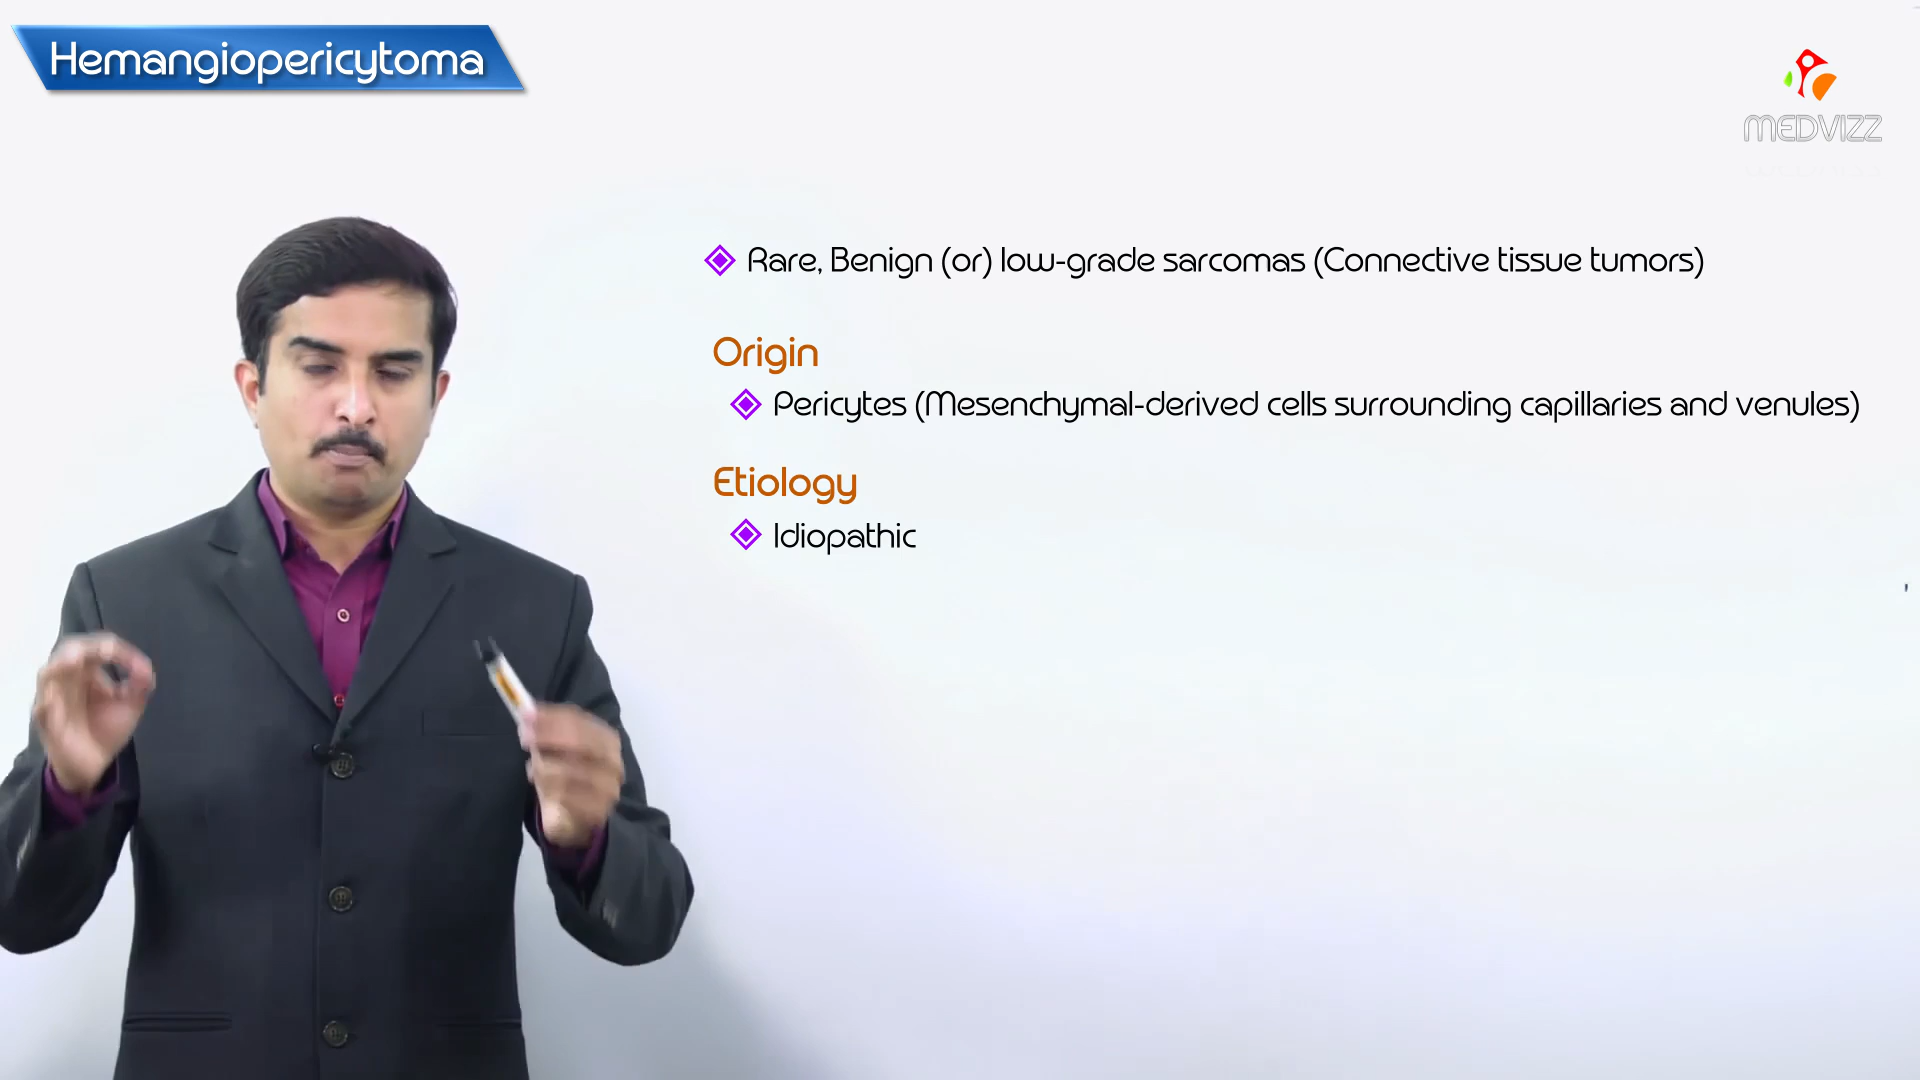 Hemangiopericytoma
MEDVIZZ
Rare, Benign (or) low-grade sarcomas (Connective tissue tumors)
Origin
Pericytes (Mesenchymal-derived cells surrounding capillaries and venules)
Etiology
Idiopathic